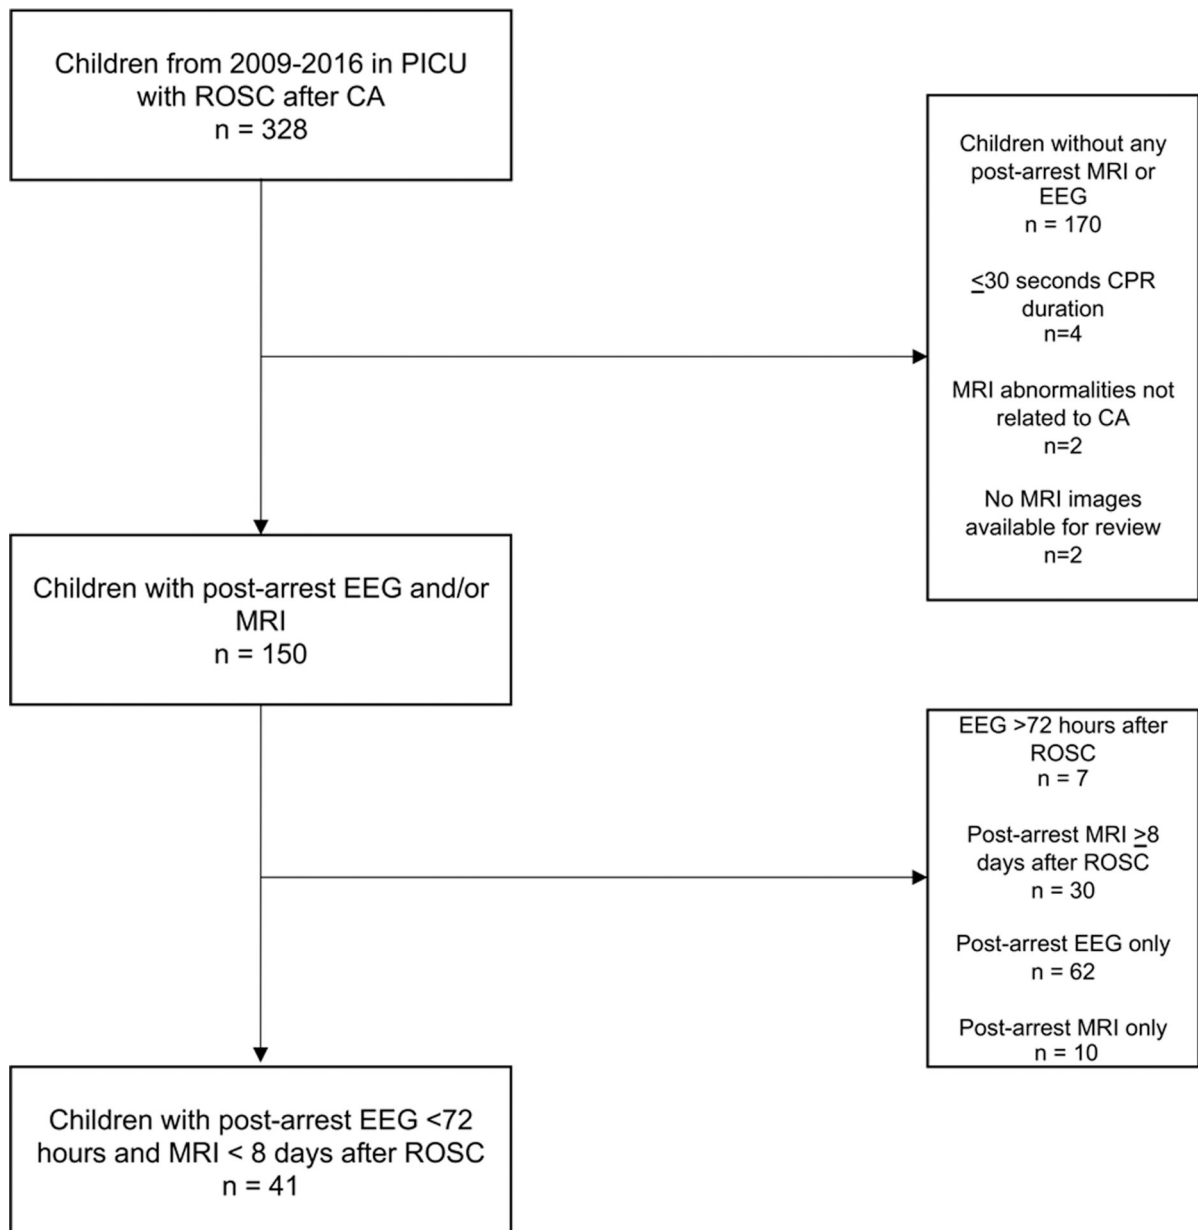 Children from 2009-2016 in PICU
with ROSC after CA
n = 328
Children without any
post-arrest MRI or
EEG
n = 170
≤30 seconds CPR
duration
n=4
MRI abnormalities not
related to CA
n=2
No MRI images
available for review
n=2
Children with post-arrest EEG and/or
MRI
n = 150
EEG >72 hours after
ROSC
n = 7
Post-arrest MRI ≥8
days after ROSC
n = 30
Post-arrest EEG only
n = 62
Post-arrest MRI only
n = 10
Children with post-arrest EEG <72
hours and MRI < 8 days after ROSC
n = 41